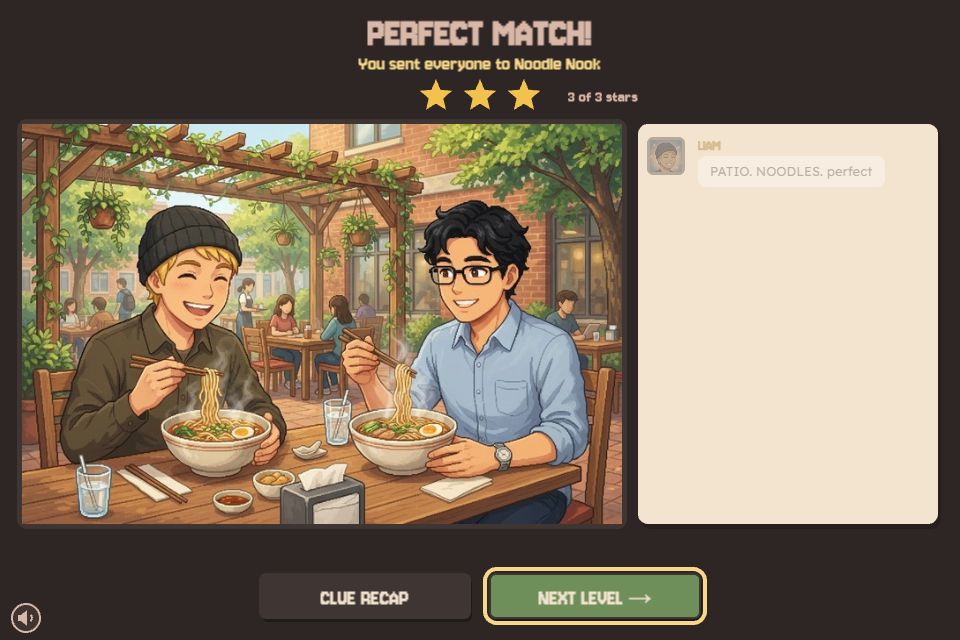 PERFECT MATCH!
You sent everyone to Noodle Nook
3 of 3 stars
LIAM
PATIO. NOODLES. perfect
CLUE RECAP
NEXT LEVEL →